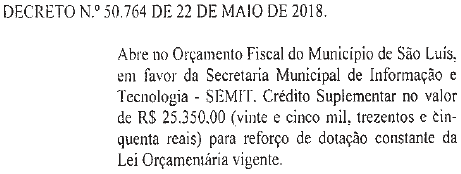 DECRETO N.º 50.764 DE 22 DE MAIO DE 2018.
Abre no Orçamento Fiscal do Município de São Luís,
em favor da Secretaria Municipal de Informação e
Tecnologia - SEMIT. Crédito Suplementar no valor
de R$ 25.350,00 (vinte e cinco mil, trezentos e cin-
quenta reais) para reforço de dotação constante da
Lei Orçamentária vigente.